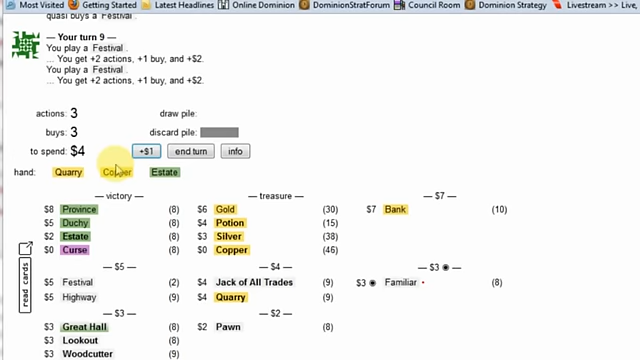 Most Visited Getting Started Latest Headlines Online Dominion DominionStratForum Council Room Dominion Strategy Livestream >> Live,
quasi buys a Festival.
— Your turn 9 —
You play a Festival.
... You get +2 actions, +1 buy, and +$2.
You play a Festival.
... You get +2 actions, +1 buy, and +$2.
actions: 3 draw pile:
buys: 3 discard pile:
to spend: $4 +$1 end turn info
hand: Quarry Copper Estate
— victory — — treasure — — $7 —
$8 Province (8) $6 Gold (30) $7 Bank (10)
$5 Duchy (8) $4 Potion (15)
$2 Estate (8) $3 Silver (38)
$0 Curse (8) $0 Copper (46)
read cards
— $5 — — $4 — — $3 ◉ —
$5 Festival (2) $4 Jack of All Trades (9) $3 ◉ Familiar (8)
$5 Highway (9) $4 Quarry (9)
— $3 — — $2 —
$3 Great Hall (8) $2 Pawn (9)
$3 Lookout (8)
$3 Woodcutter (9)